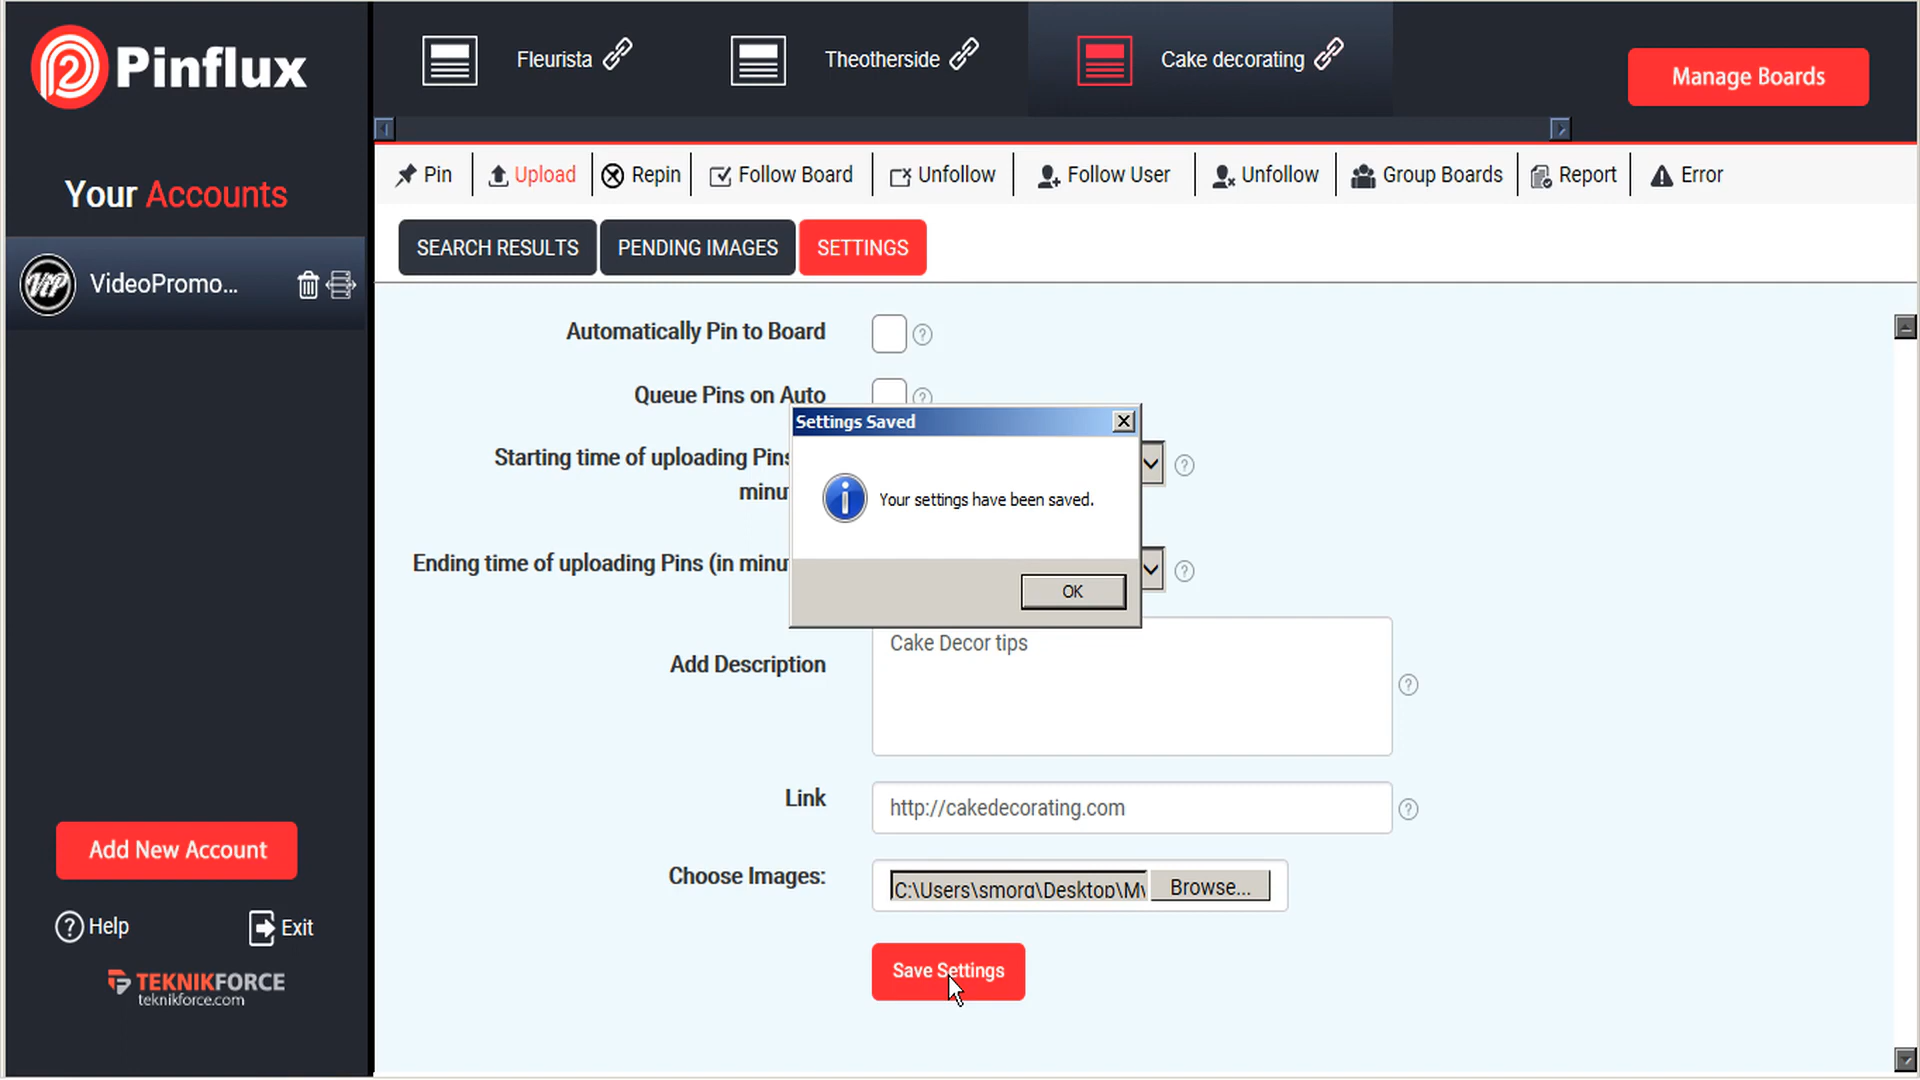 Pinflux
Fleurista
Theotherside
Cake decorating
Manage Boards
Your Accounts
VideoPromo...
Pin
Upload
Repin
Follow Board
Unfollow
Follow User
Unfollow
Group Boards
Report
Error
SEARCH RESULTS
PENDING IMAGES
SETTINGS
Automatically Pin to Board
Queue Pins on Auto
Starting time of uploading Pins
minu
Ending time of uploading Pins (in minu
Settings Saved
Your settings have been saved.
OK
Add Description
Cake Decor tips
Link
http://cakedecorating.com
Choose Images:
C:\Users\smorg\Desktop\M
Browse...
Save Settings
Add New Account
Help
Exit
TEKNIKFORCE
teknikforce.com